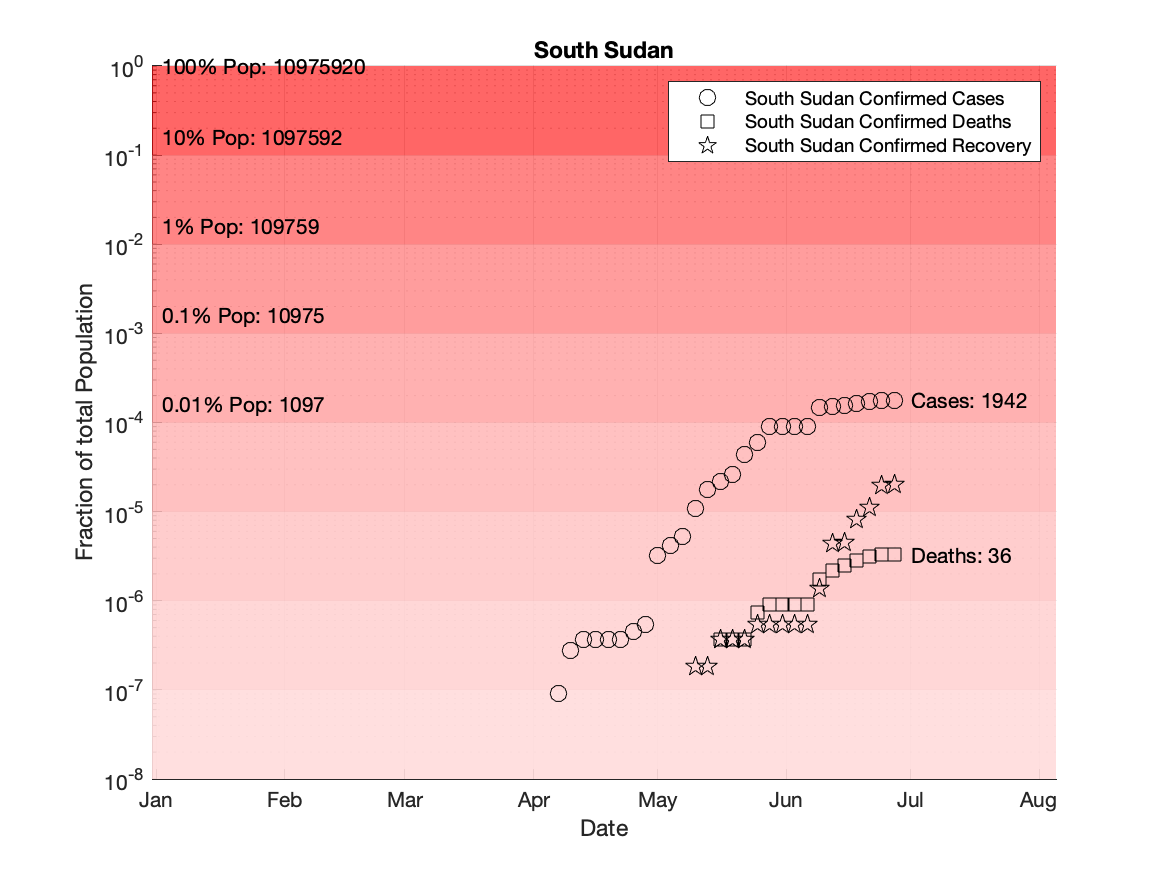 South Sudan
10^0
10^-1
10^-2
10^-3
10^-4
10^-5
10^-6
10^-7
10^-8
Fraction of total Population
100% Pop: 10975920
10% Pop: 1097592
1% Pop: 109759
0.1% Pop: 10975
0.01% Pop: 1097
South Sudan Confirmed Cases
South Sudan Confirmed Deaths
South Sudan Confirmed Recovery
Cases: 1942
Deaths: 36
Jan Feb Mar Apr May Jun Jul Aug
Date